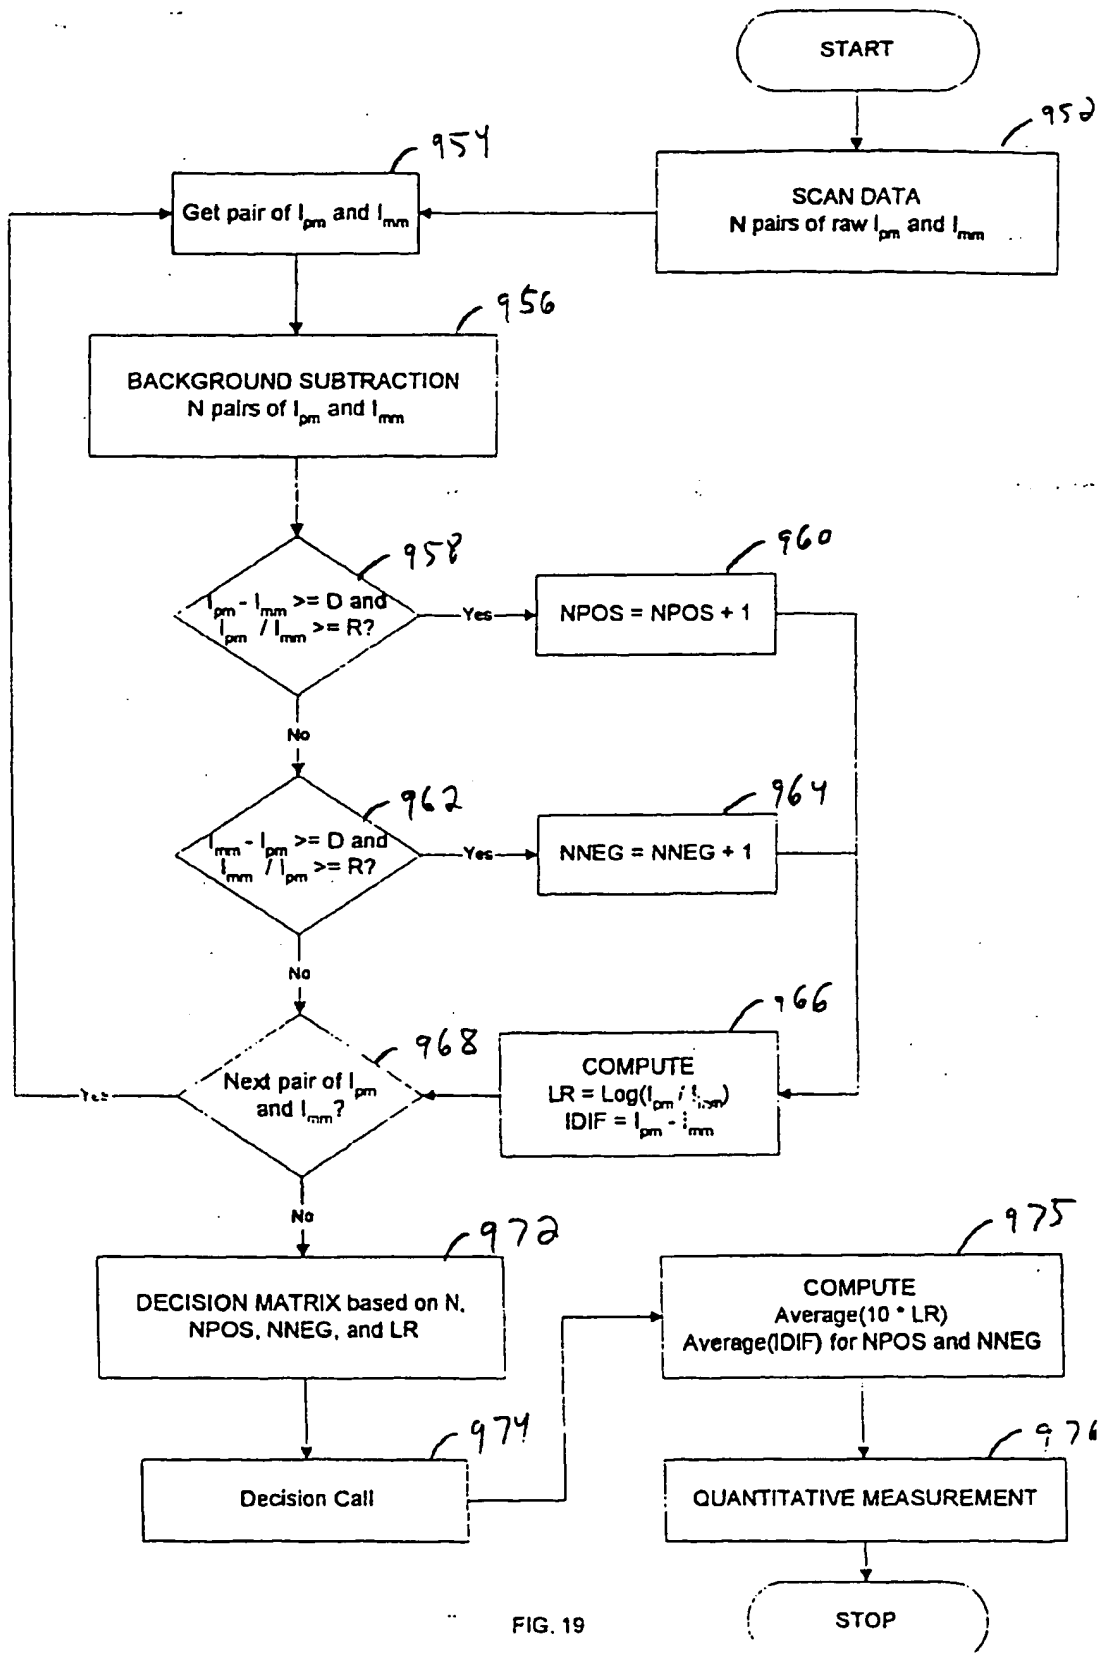 START
952
SCAN DATA
N pairs of raw Ipm and Imm
954
Get pair of Ipm and Imm
956
BACKGROUND SUBTRACTION
N pairs of Ipm and Imm
958
Ipm - Imm >= D and
Ipm / Imm >= R?
Yes
960
NPOS = NPOS + 1
No
962
Imm - Ipm >= D and
Imm / Ipm >= R?
Yes
964
NNEG = NNEG + 1
No
966
COMPUTE
LR = Log(Ipm / Imm)
IDIF = Ipm - Imm
968
Next pair of Ipm
and Imm?
Yes
No
972
DECISION MATRIX based on N,
NPOS, NNEG, and LR
974
Decision Call
975
COMPUTE
Average(10 * LR)
Average(IDIF) for NPOS and NNEG
976
QUANTITATIVE MEASUREMENT
STOP
FIG. 19